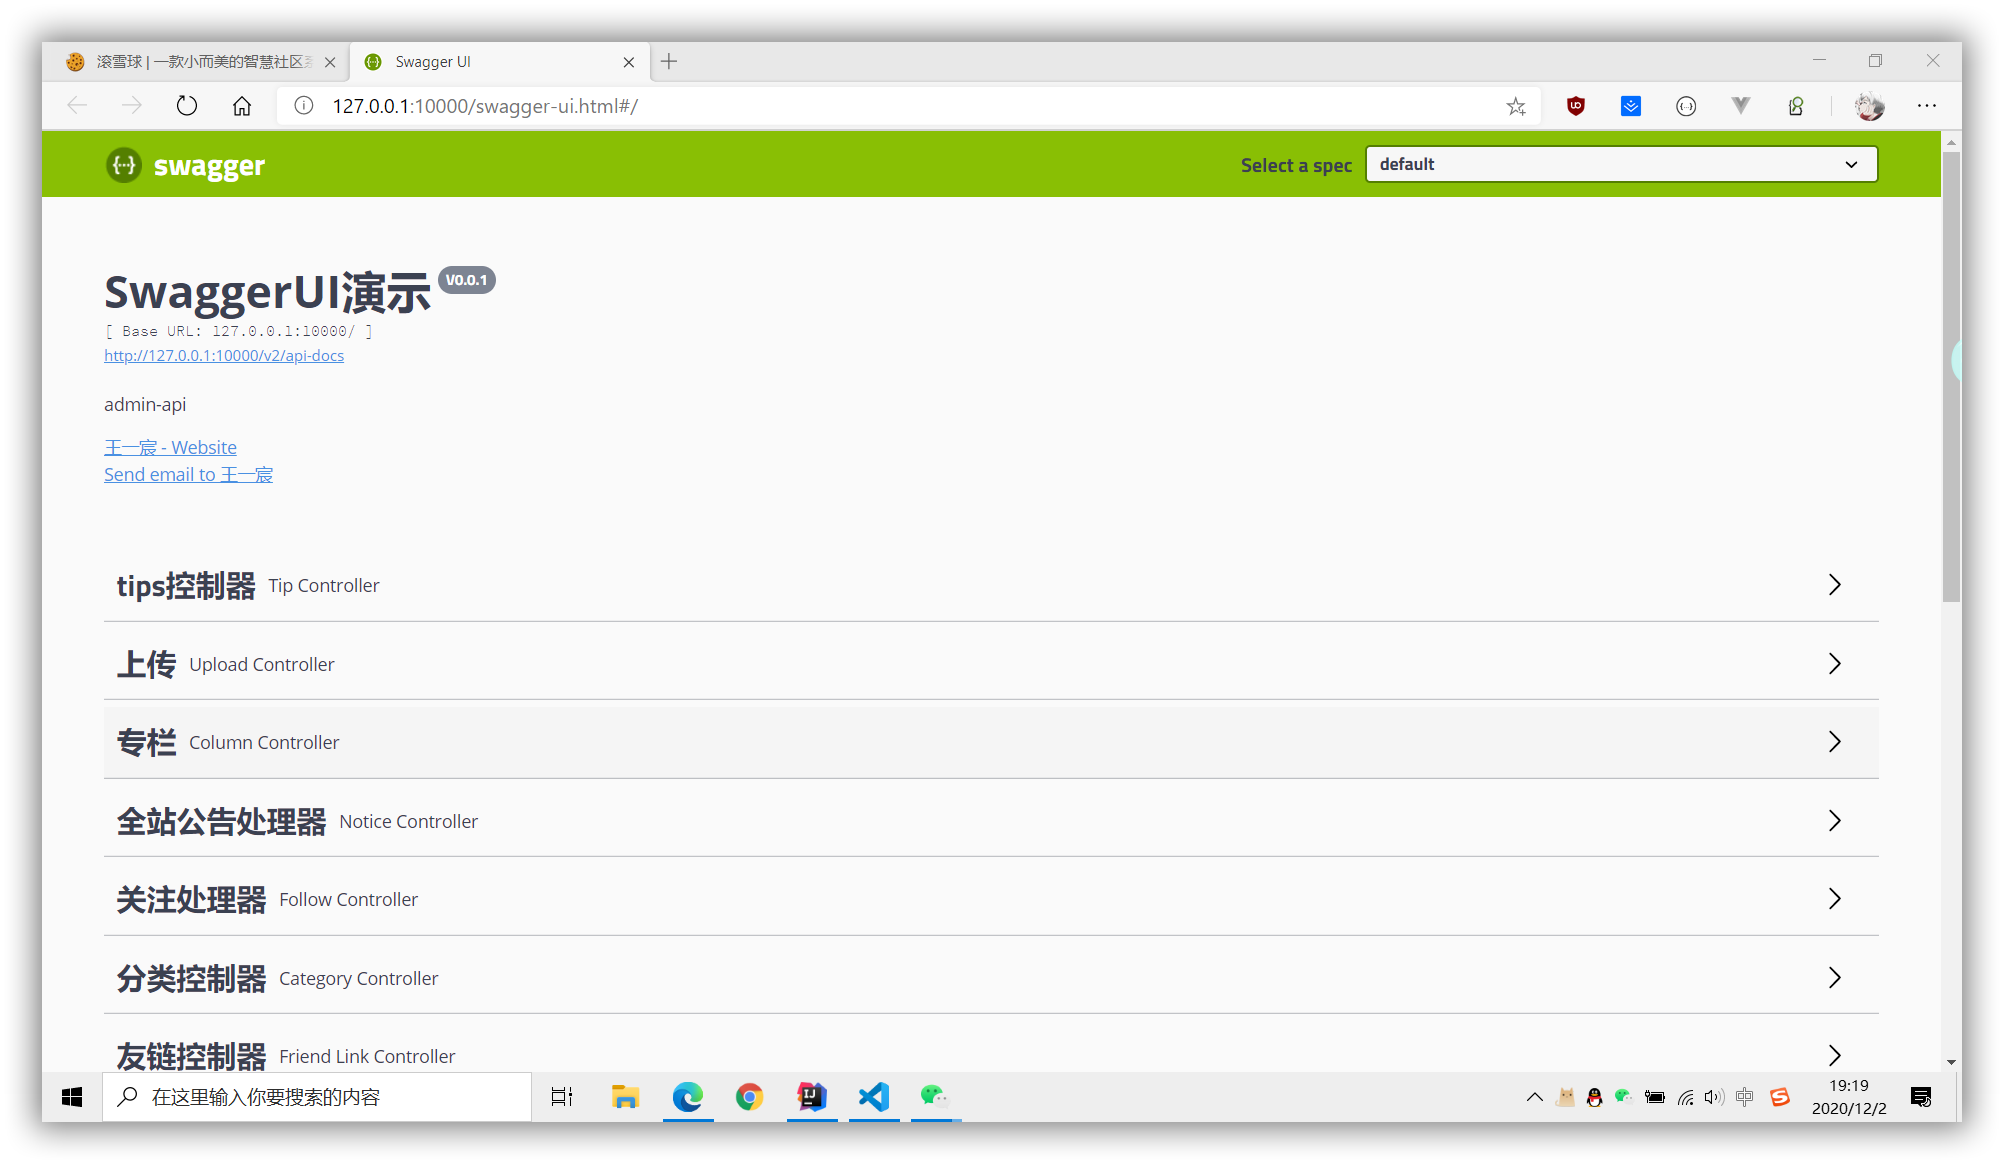 滚雪球 | 一款小而美的智慧社区系
Swagger UI
127.0.0.1:10000/swagger-ui.html#/
swagger
Select a spec
default
SwaggerUI演示
V0.0.1
[ Base URL: 127.0.0.1:10000/ ]
http://127.0.0.1:10000/v2/api-docs
admin-api
王一宸 - Website
Send email to 王一宸
tips控制器 Tip Controller
上传 Upload Controller
专栏 Column Controller
全站公告处理器 Notice Controller
关注处理器 Follow Controller
分类控制器 Category Controller
友链控制器 Friend Link Controller
在这里输入你要搜索的内容
中
19:19
2020/12/2